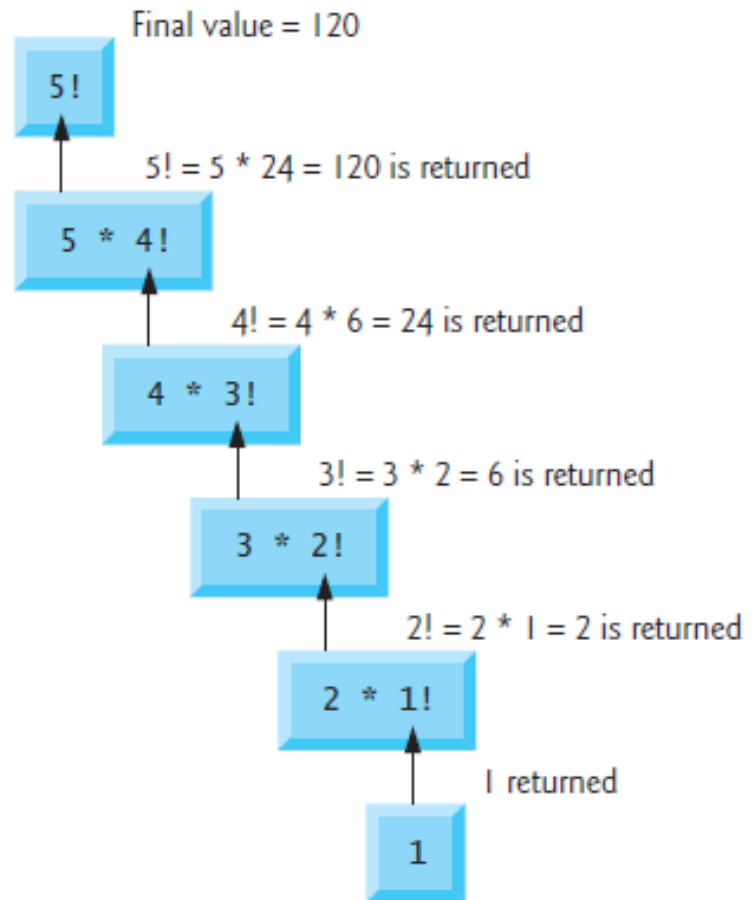 Final value = 120
5!
5! = 5 * 24 = 120 is returned
5 * 4!
4! = 4 * 6 = 24 is returned
4 * 3!
3! = 3 * 2 = 6 is returned
3 * 2!
2! = 2 * 1 = 2 is returned
2 * 1!
1 returned
1